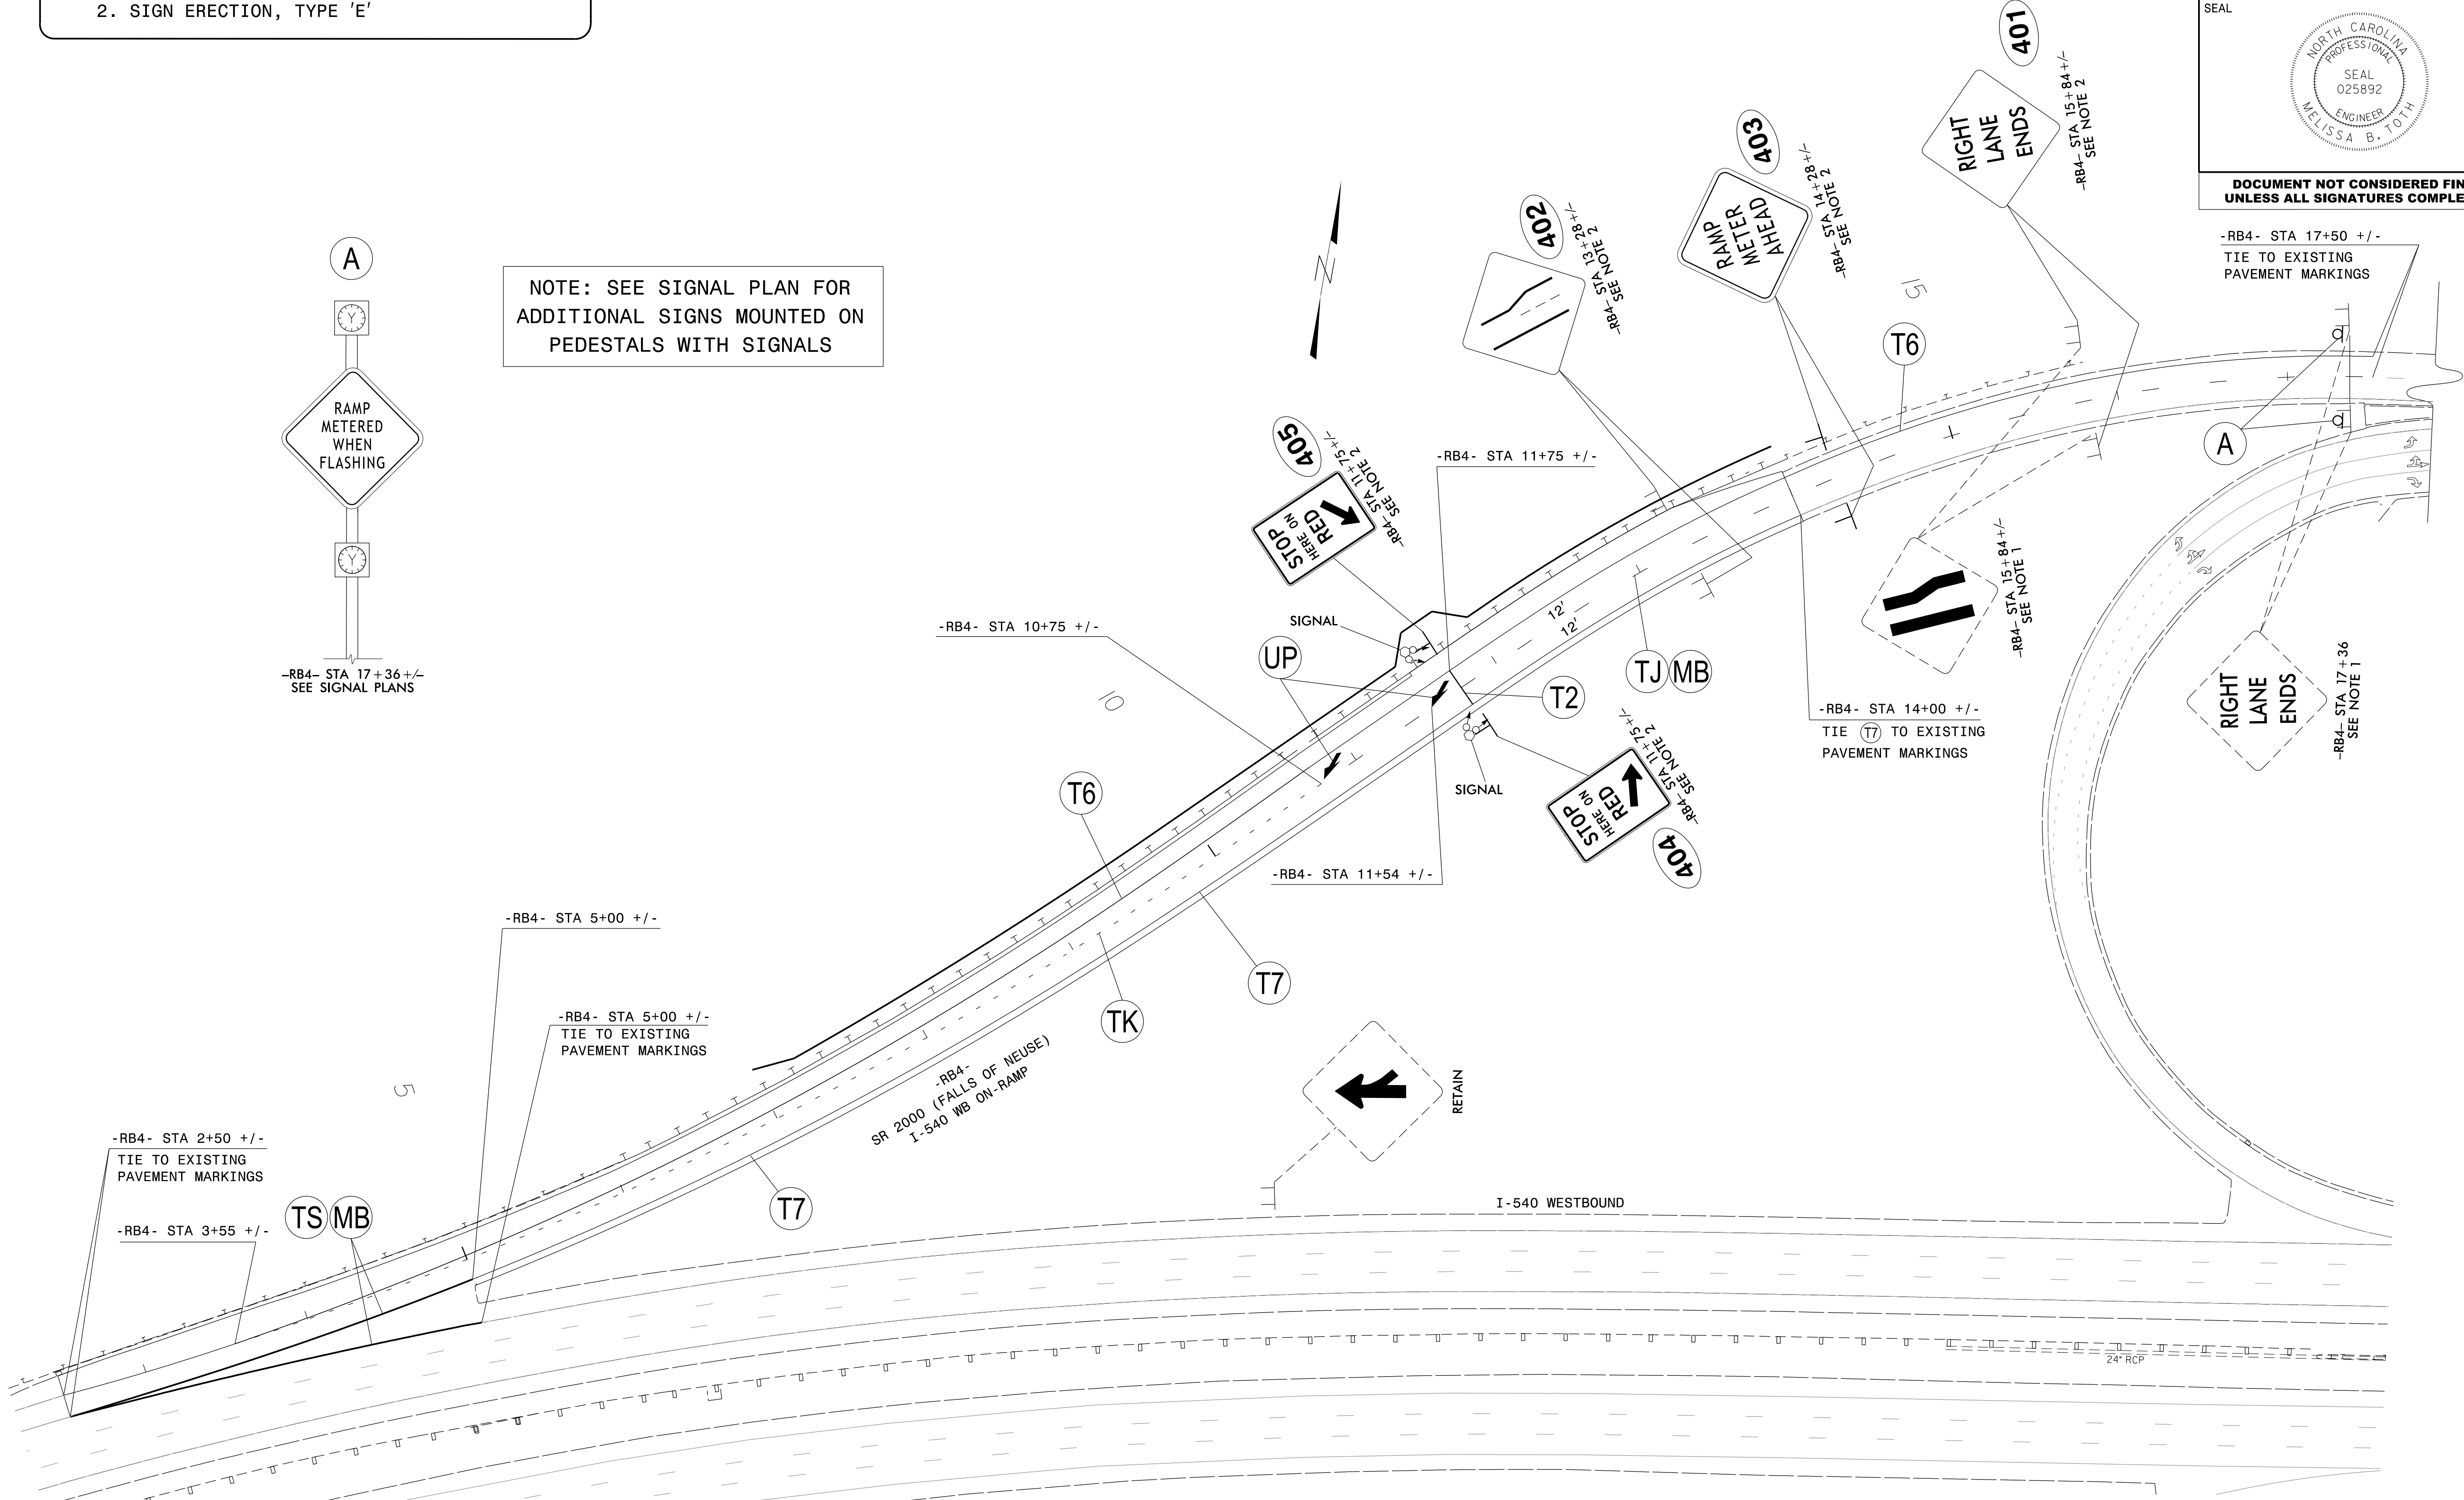 2. SIGN ERECTION, TYPE 'E'
SEAL
NORTH CAROLINA
PROFESSIONAL
SEAL
025892
ENGINEER
MELISSA B. TOTH
DOCUMENT NOT CONSIDERED FIN
UNLESS ALL SIGNATURES COMPLE
A
RAMP
METERED
WHEN
FLASHING
Y
Y
-RB4- STA 17+36+/-
SEE SIGNAL PLANS
NOTE: SEE SIGNAL PLAN FOR
ADDITIONAL SIGNS MOUNTED ON
PEDESTALS WITH SIGNALS
401
RIGHT
LANE
ENDS
-RB4- STA 15+84+/-
SEE NOTE 2
403
RAMP
METER
AHEAD
-RB4- STA 14+28+/-
SEE NOTE 2
402
-RB4- STA 13+28+/-
SEE NOTE 2
-RB4- STA 17+50 +/-
TIE TO EXISTING
PAVEMENT MARKINGS
15
T6
A
405
STOP
HERE ON
RED
-RB4- STA 11+75+/-
SEE NOTE 2
-RB4- STA 11+75 +/-
SIGNAL
-RB4- STA 10+75 +/-
UP
12'
12'
TJ
MB
T2
10
-RB4- STA 15+84+/-
SEE NOTE 1
RIGHT
LANE
ENDS
-RB4- STA 17+36
SEE NOTE 1
-RB4- STA 14+00 +/-
TIE T7 TO EXISTING
PAVEMENT MARKINGS
SIGNAL
STOP
HERE ON
RED
-RB4- STA 11+75+/-
SEE NOTE 2
404
T6
-RB4- STA 11+54 +/-
-RB4- STA 5+00 +/-
T7
TK
-RB4- STA 5+00 +/-
TIE TO EXISTING
PAVEMENT MARKINGS
-RB4-
SR 2000 (FALLS OF NEUSE)
I-540 WB ON-RAMP
RETAIN
5
-RB4- STA 2+50 +/-
TIE TO EXISTING
PAVEMENT MARKINGS
TS
MB
T7
-RB4- STA 3+55 +/-
I-540 WESTBOUND
24" RCP